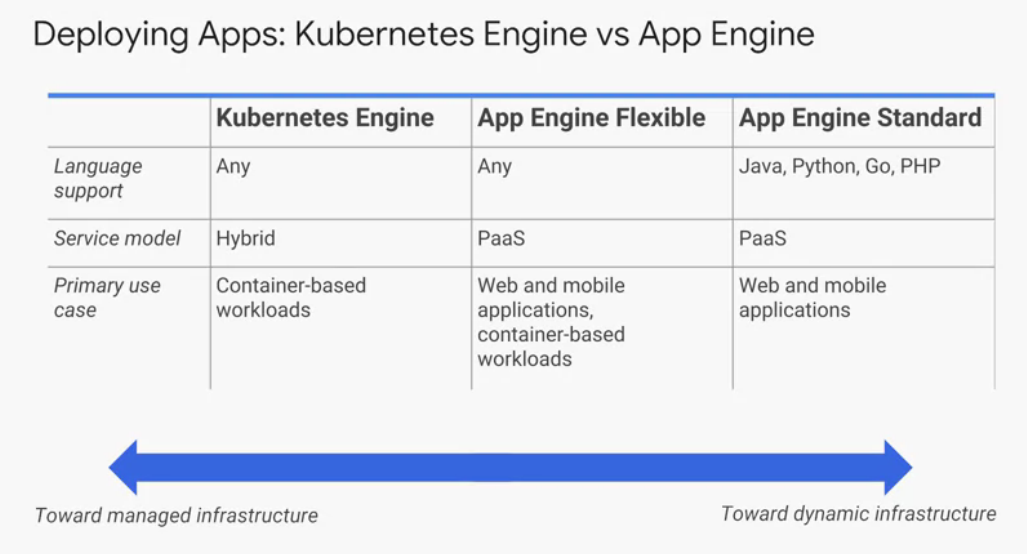 Deploying Apps: Kubernetes Engine vs App Engine
Kubernetes Engine
App Engine Flexible
App Engine Standard
Language
support
Any
Any
Java, Python, Go, PHP
Service model
Hybrid
PaaS
PaaS
Primary use
case
Container-based
workloads
Web and mobile
applications,
container-based
workloads
Web and mobile
applications
Toward managed infrastructure
Toward dynamic infrastructure